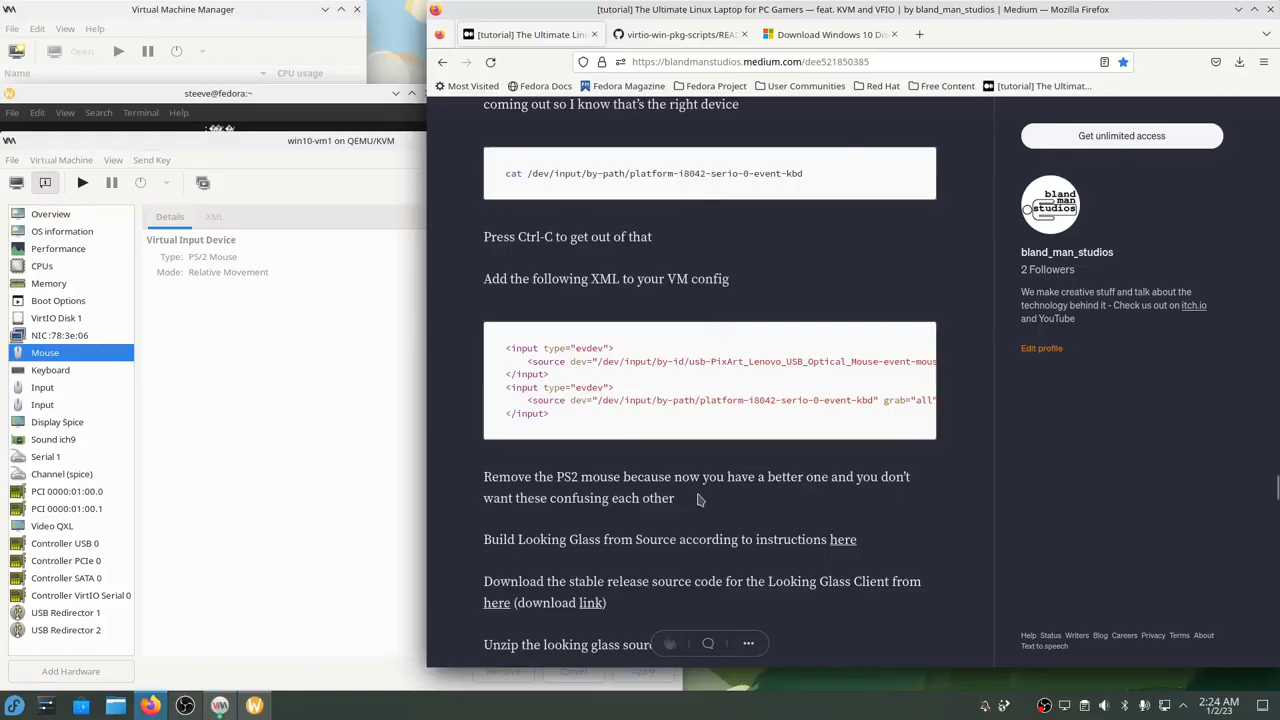 Virtual Machine Manager
File Edit View Help
Open
Name CPU usage
steeve@fedora:~
File Edit View Search Terminal Help
win10-vm1 on QEMU/KVM
File Virtual Machine View Send Key
Overview
OS information
Performance
CPUs
Memory
Boot Options
VirtIO Disk 1
NIC :78:3e:06
Mouse
Keyboard
Input
Input
Display Spice
Sound ich9
Serial 1
Channel (spice)
PCI 0000:01:00.0
PCI 0000:01:00.1
Video QXL
Controller USB 0
Controller PCIe 0
Controller SATA 0
Controller VirtIO Serial 0
USB Redirector 1
USB Redirector 2
Add Hardware
Details XML
Virtual Input Device
Type: PS/2 Mouse
Mode: Relative Movement
[tutorial] The Ultimate Linux Laptop for PC Gamers — feat. KVM and VFIO | by bland_man_studios | Medium — Mozilla Firefox
[tutorial] The Ultimate Lin
virtio-win-pkg-scripts/REA
Download Windows 10 Dis
https://blandmanstudios.medium.com/dee521850385
Most Visited Fedora Docs Fedora Magazine Fedora Project User Communities Red Hat Free Content [tutorial] The Ultimat...
coming out so I know that's the right device
cat /dev/input/by-path/platform-i8042-serio-0-event-kbd
Press Ctrl-C to get out of that
Add the following XML to your VM config
<input type="evdev">
<source dev="/dev/input/by-id/usb-PixArt_Lenovo_USB_Optical_Mouse-event-mous
</input>
<input type="evdev">
<source dev="/dev/input/by-path/platform-i8042-serio-0-event-kbd" grab="all"
</input>
Remove the PS2 mouse because now you have a better one and you don't
want these confusing each other
Build Looking Glass from Source according to instructions here
Download the stable release source code for the Looking Glass Client from
here (download link)
Unzip the looking glass sour
Get unlimited access
bland
man
studios
bland_man_studios
2 Followers
We make creative stuff and talk about the
technology behind it - Check us out on itch.io
and YouTube
Edit profile
Help Status Writers Blog Careers Privacy Terms About
Text to speech
2:24 AM
1/2/23